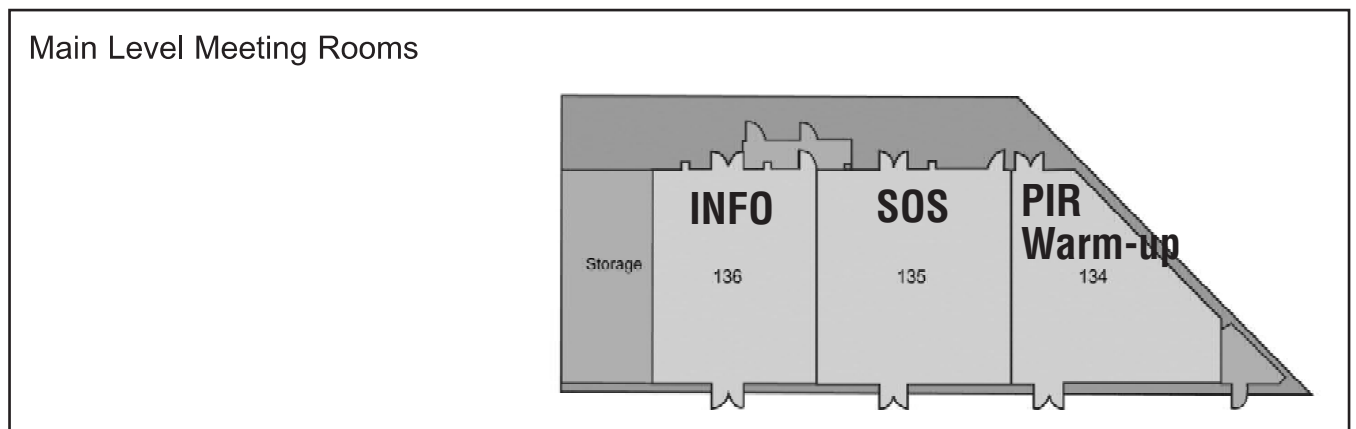 Main Level Meeting Rooms
INFO
SOS
PIR
Warm-up
Storage
136
135
134